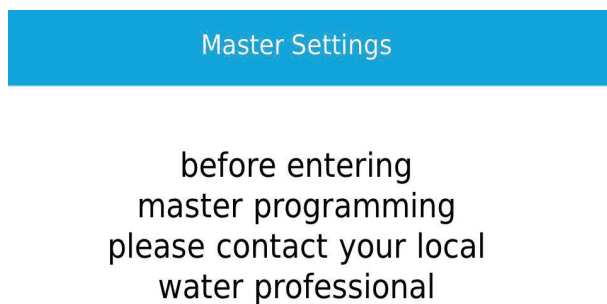 Master Settings
before entering
master programming
please contact your local
water professional